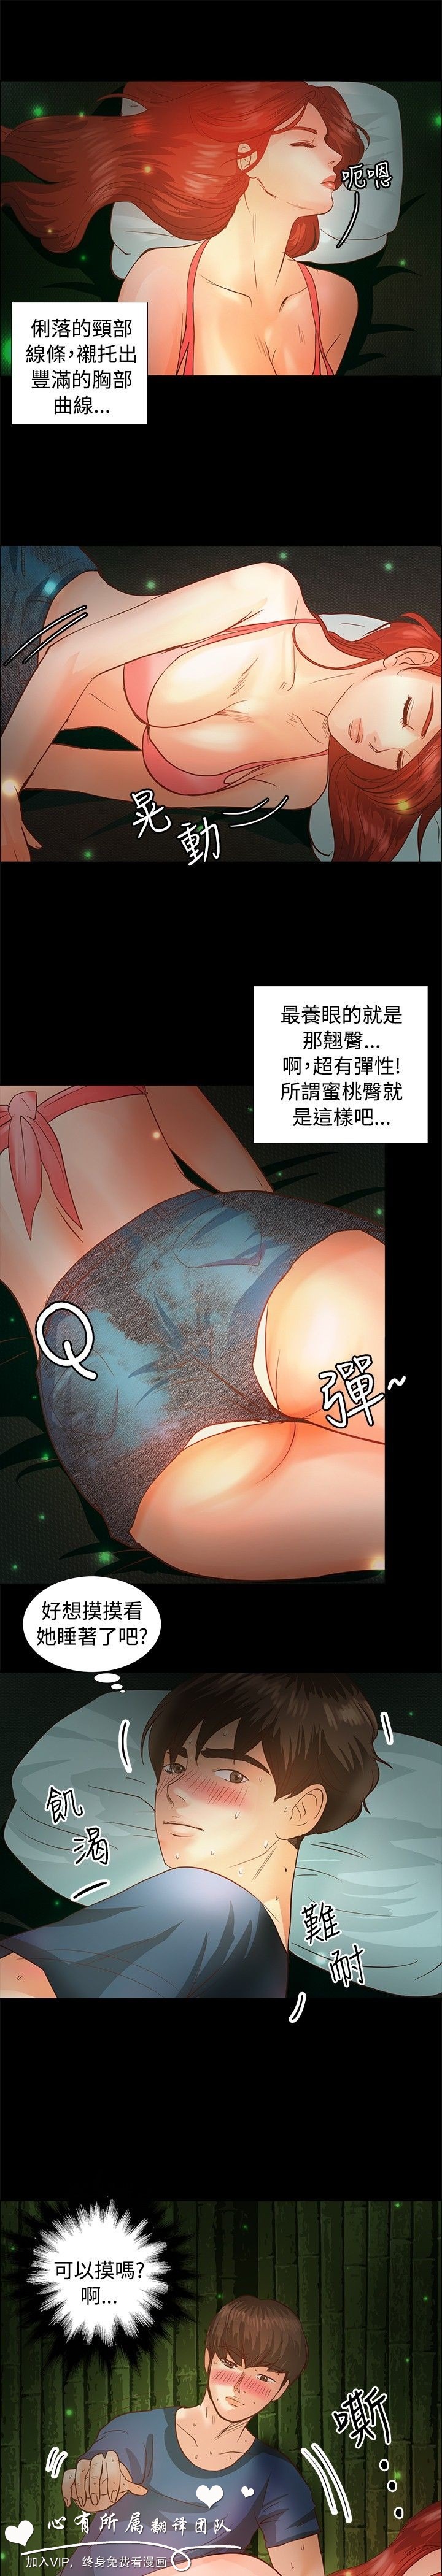 呃嗯
俐落的頸部
線條，襯托出
豐滿的胸部
曲線...
晃動
最養眼的就是
那翹臀...
啊，超有彈性！
所謂蜜桃臀就
是這樣吧...
Q
彈~
好想摸摸看
她睡著了吧?
飢渴
難耐
可以摸嗎?
啊...
嘶...
心有所属翻译团队
加入VIP，终身免费看漫画